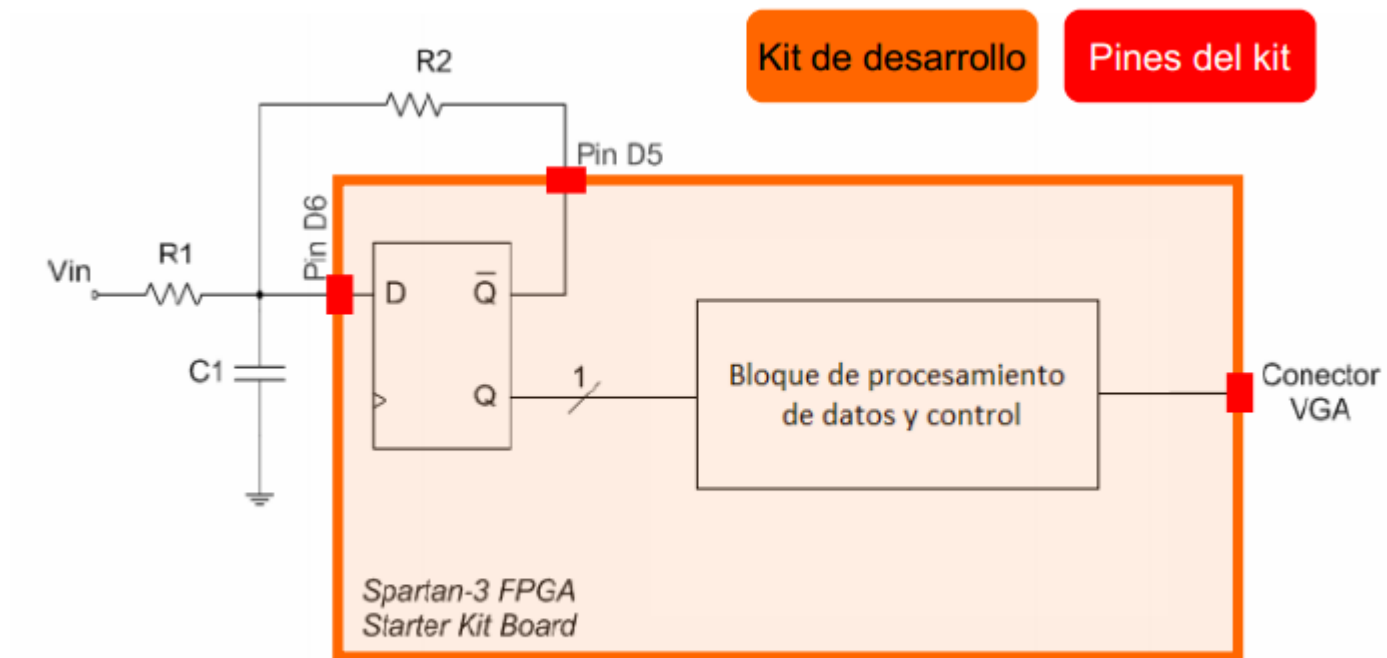 Kit de desarrollo
Pines del kit
R2
Pin D5
Pin D6
R1
Vin
D
Q̅
C1
Q
1
Bloque de procesamiento
de datos y control
Conector
VGA
Spartan-3 FPGA
Starter Kit Board